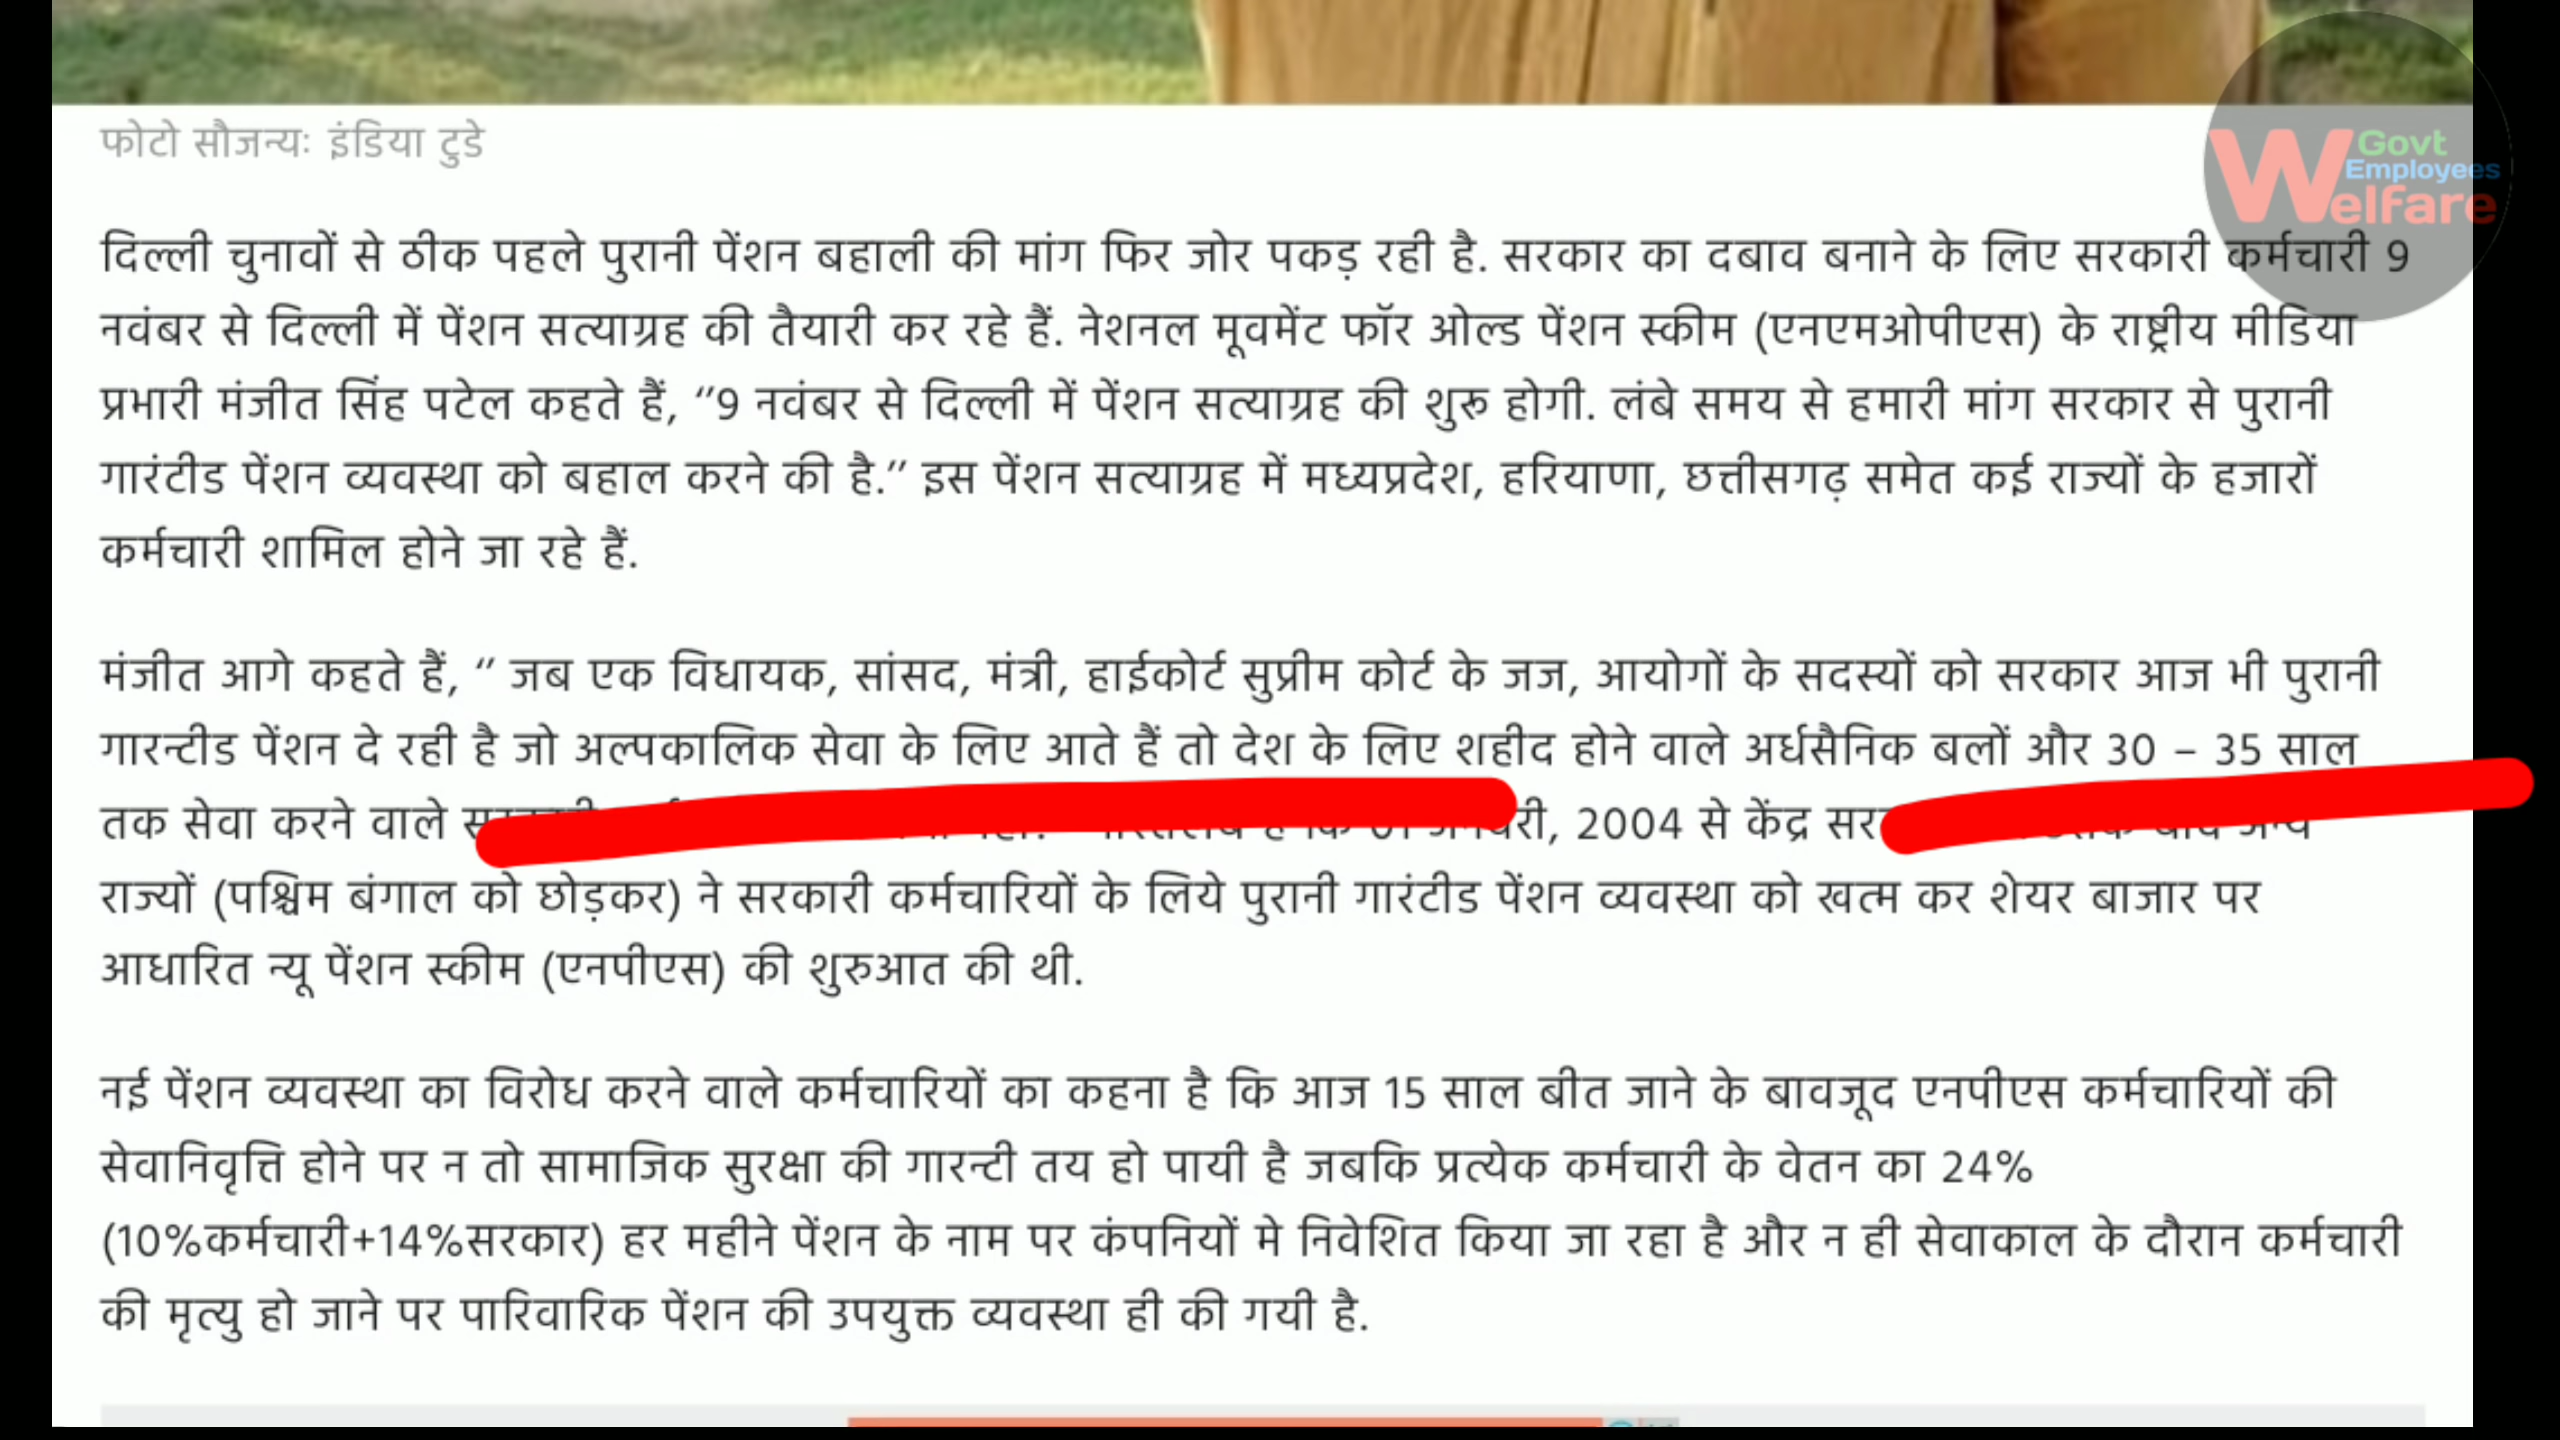 फोटो सौजन्यः इंडिया टुडे
Govt
Employees
Welfare
दिल्ली चुनावों से ठीक पहले पुरानी पेंशन बहाली की मांग फिर जोर पकड़ रही है. सरकार का दबाव बनाने के लिए सरकारी कर्मचारी 9
नवंबर से दिल्ली में पेंशन सत्याग्रह की तैयारी कर रहे हैं. नेशनल मूवमेंट फॉर ओल्ड पेंशन स्कीम (एनएमओपीएस) के राष्ट्रीय मीडिया
प्रभारी मंजीत सिंह पटेल कहते हैं, ‘‘9 नवंबर से दिल्ली में पेंशन सत्याग्रह की शुरू होगी. लंबे समय से हमारी मांग सरकार से पुरानी
गारंटीड पेंशन व्यवस्था को बहाल करने की है.’’ इस पेंशन सत्याग्रह में मध्यप्रदेश, हरियाणा, छत्तीसगढ़ समेत कई राज्यों के हजारों
कर्मचारी शामिल होने जा रहे हैं.
मंजीत आगे कहते हैं, ‘‘ जब एक विधायक, सांसद, मंत्री, हाईकोर्ट सुप्रीम कोर्ट के जज, आयोगों के सदस्यों को सरकार आज भी पुरानी
गारन्टीड पेंशन दे रही है जो अल्पकालिक सेवा के लिए आते हैं तो देश के लिए शहीद होने वाले अर्धसैनिक बलों और 30 – 35 साल
तक सेवा करने वाले 2004 से केंद्र
राज्यों (पश्चिम बंगाल को छोड़कर) ने सरकारी कर्मचारियों के लिये पुरानी गारंटीड पेंशन व्यवस्था को खत्म कर शेयर बाजार पर
आधारित न्यू पेंशन स्कीम (एनपीएस) की शुरुआत की थी.
नई पेंशन व्यवस्था का विरोध करने वाले कर्मचारियों का कहना है कि आज 15 साल बीत जाने के बावजूद एनपीएस कर्मचारियों की
सेवानिवृत्ति होने पर न तो सामाजिक सुरक्षा की गारन्टी तय हो पायी है जबकि प्रत्येक कर्मचारी के वेतन का 24%
(10%कर्मचारी+14%सरकार) हर महीने पेंशन के नाम पर कंपनियों मे निवेशित किया जा रहा है और न ही सेवाकाल के दौरान कर्मचारी
की मृत्यु हो जाने पर पारिवारिक पेंशन की उपयुक्त व्यवस्था ही की गयी है.